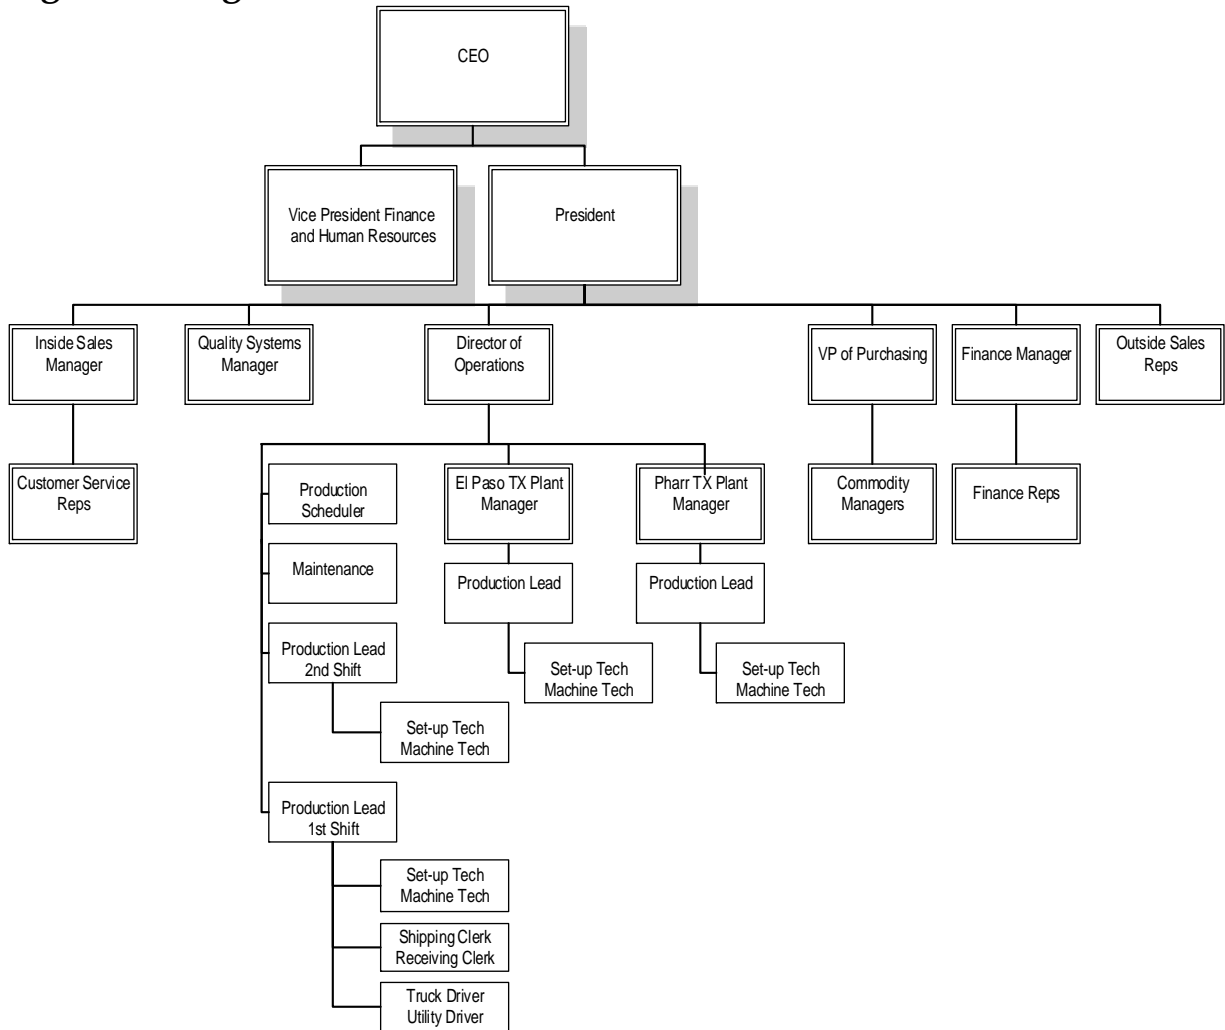 CEO
Vice President Finance
and Human Resources
President
Inside Sales
Manager
Quality Systems
Manager
Director of
Operations
VP of Purchasing
Finance Manager
Outside Sales
Reps
Customer Service
Reps
Production
Scheduler
El Paso TX Plant
Manager
Pharr TX Plant
Manager
Commodity
Managers
Finance Reps
Maintenance
Production Lead
Production Lead
Production Lead
2nd Shift
Set-up Tech
Machine Tech
Set-up Tech
Machine Tech
Set-up Tech
Machine Tech
Production Lead
1st Shift
Set-up Tech
Machine Tech
Shipping Clerk
Receiving Clerk
Truck Driver
Utility Driver